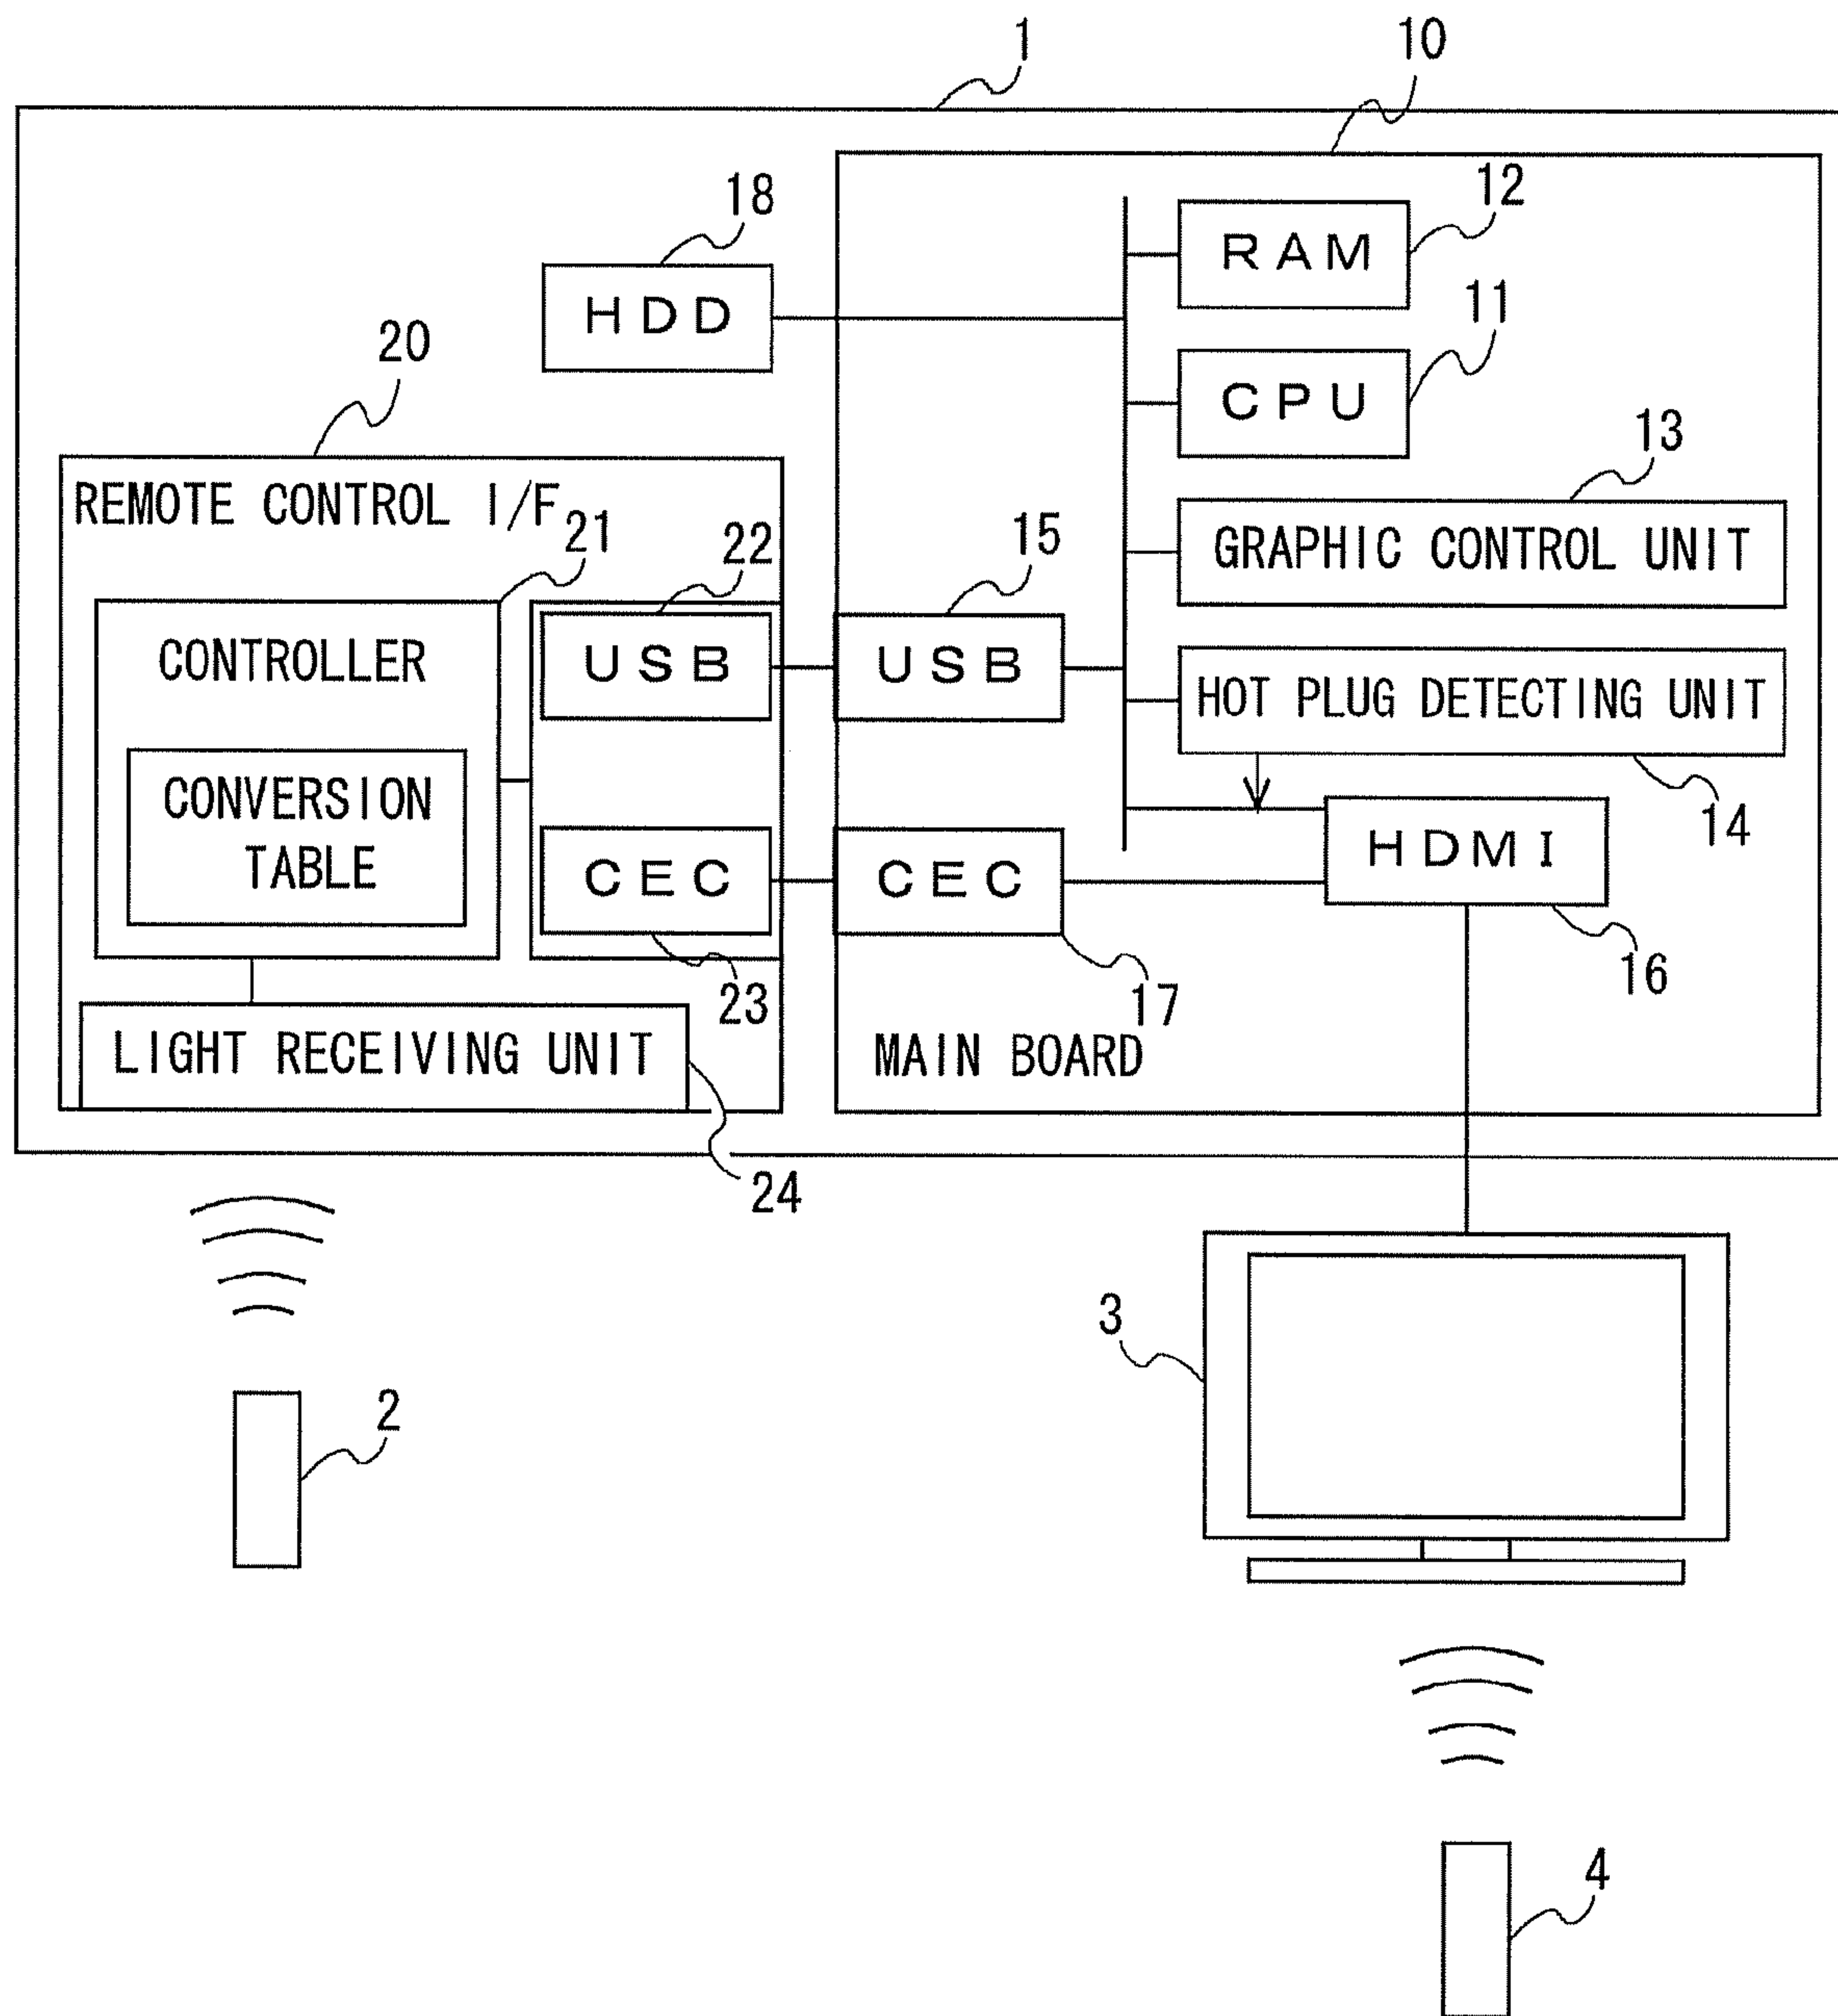 1
10
18
12
RAM
HDD
11
20
CPU
13
REMOTE CONTROL I/F
21
22
15
GRAPHIC CONTROL UNIT
CONTROLLER
USB
USB
HOT PLUG DETECTING UNIT
CONVERSION
TABLE
14
HDMI
CEC
CEC
16
23
17
LIGHT RECEIVING UNIT
MAIN BOARD
24
3
2
4